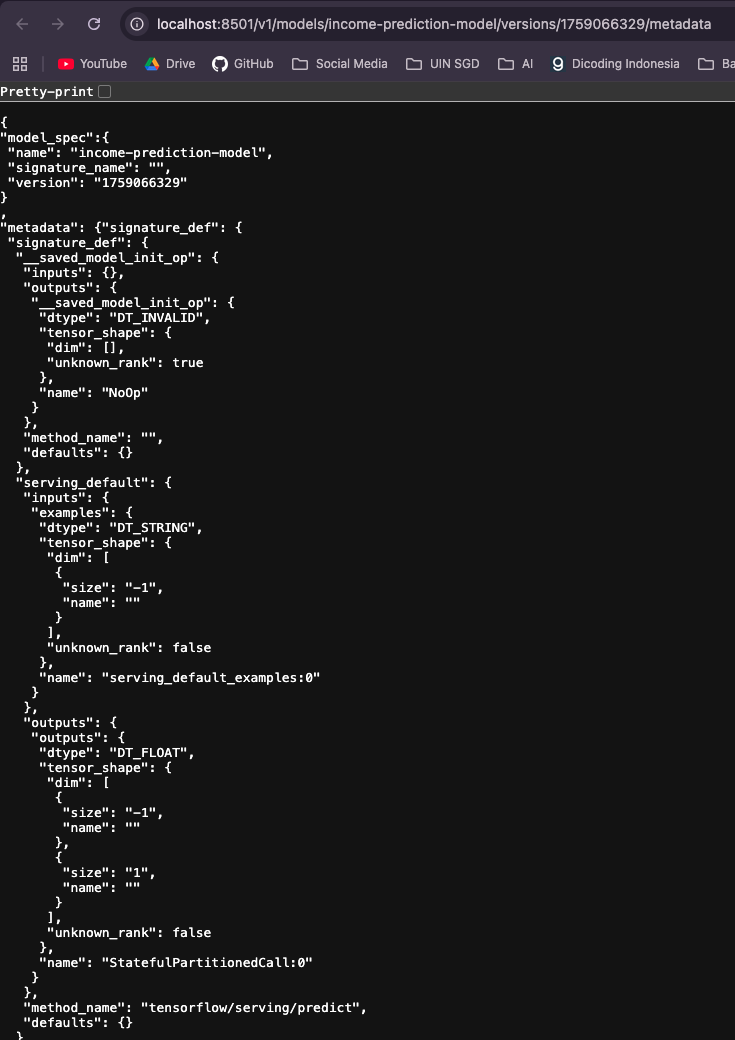 localhost:8501/v1/models/income-prediction-model/versions/1759066329/metadata
YouTube Drive GitHub Social Media UIN SGD AI Dicoding Indonesia Ba
Pretty-print
{
"model_spec":{
 "name": "income-prediction-model",
 "signature_name": "",
 "version": "1759066329"
}
,
"metadata": {"signature_def": {
 "signature_def": {
  "__saved_model_init_op": {
   "inputs": {},
   "outputs": {
    "__saved_model_init_op": {
     "dtype": "DT_INVALID",
     "tensor_shape": {
      "dim": [],
      "unknown_rank": true
     },
     "name": "NoOp"
    }
   },
   "method_name": "",
   "defaults": {}
  },
  "serving_default": {
   "inputs": {
    "examples": {
     "dtype": "DT_STRING",
     "tensor_shape": {
      "dim": [
       {
        "size": "-1",
        "name": ""
       }
      ],
      "unknown_rank": false
     },
     "name": "serving_default_examples:0"
    }
   },
   "outputs": {
    "outputs": {
     "dtype": "DT_FLOAT",
     "tensor_shape": {
      "dim": [
       {
        "size": "-1",
        "name": ""
       },
       {
        "size": "1",
        "name": ""
       }
      ],
      "unknown_rank": false
     },
     "name": "StatefulPartitionedCall:0"
    }
   },
   "method_name": "tensorflow/serving/predict",
   "defaults": {}
  }